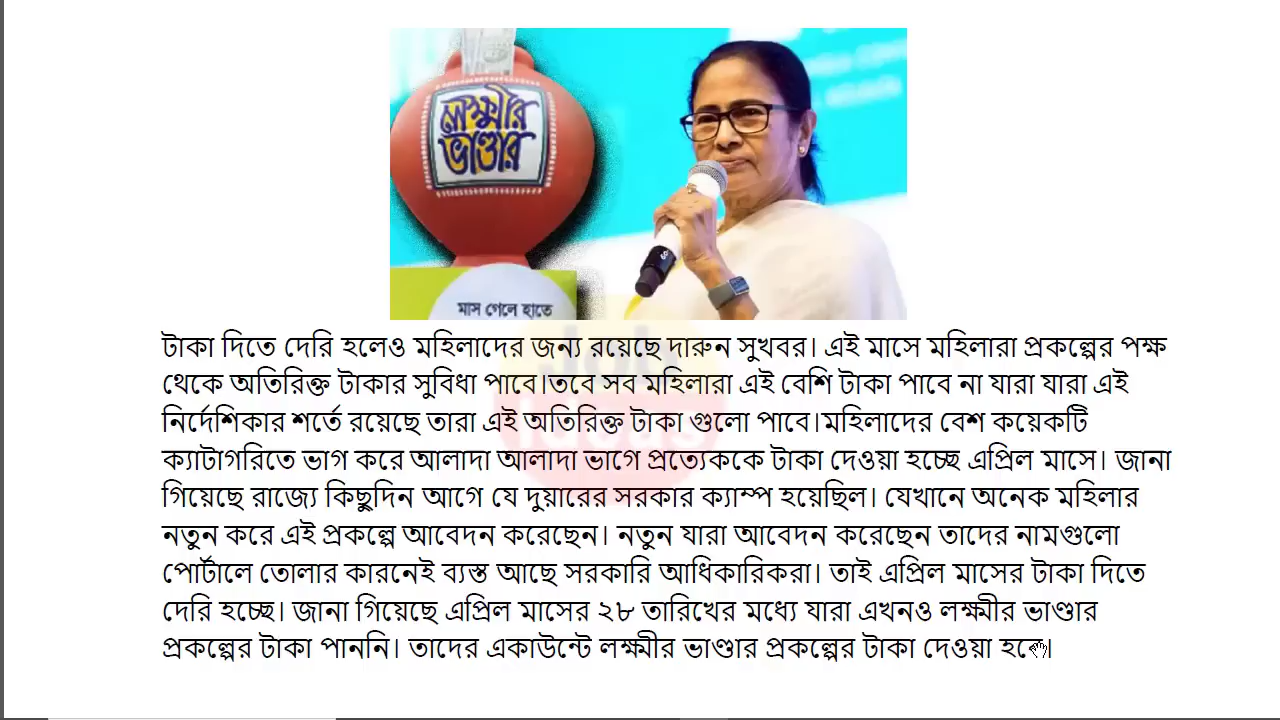 লক্ষ্মীর
ভাণ্ডার
মাস গেলে হাতে
টাকা দিতে দেরি হলেও মহিলাদের জন্য রয়েছে দারুন সুখবর। এই মাসে মহিলারা প্রকল্পের পক্ষ
থেকে অতিরিক্ত টাকার সুবিধা পাবে।তবে সব মহিলারা এই বেশি টাকা পাবে না যারা যারা এই
নির্দেশিকার শর্তে রয়েছে তারা এই অতিরিক্ত টাকা গুলো পাবে।মহিলাদের বেশ কয়েকটি
ক্যাটাগরিতে ভাগ করে আলাদা আলাদা ভাগে প্রত্যেককে টাকা দেওয়া হচ্ছে এপ্রিল মাসে। জানা
গিয়েছে রাজ্যে কিছুদিন আগে যে দুয়ারের সরকার ক্যাম্প হয়েছিল। যেখানে অনেক মহিলার
নতুন করে এই প্রকল্পে আবেদন করেছেন। নতুন যারা আবেদন করেছেন তাদের নামগুলো
পোর্টালে তোলার কারনেই ব্যস্ত আছে সরকারি আধিকারিকরা। তাই এপ্রিল মাসের টাকা দিতে
দেরি হচ্ছে। জানা গিয়েছে এপ্রিল মাসের ২৮ তারিখের মধ্যে যারা এখনও লক্ষ্মীর ভাণ্ডার
প্রকল্পের টাকা পাননি। তাদের একাউন্টে লক্ষ্মীর ভাণ্ডার প্রকল্পের টাকা দেওয়া হবে।
Job
Ideas